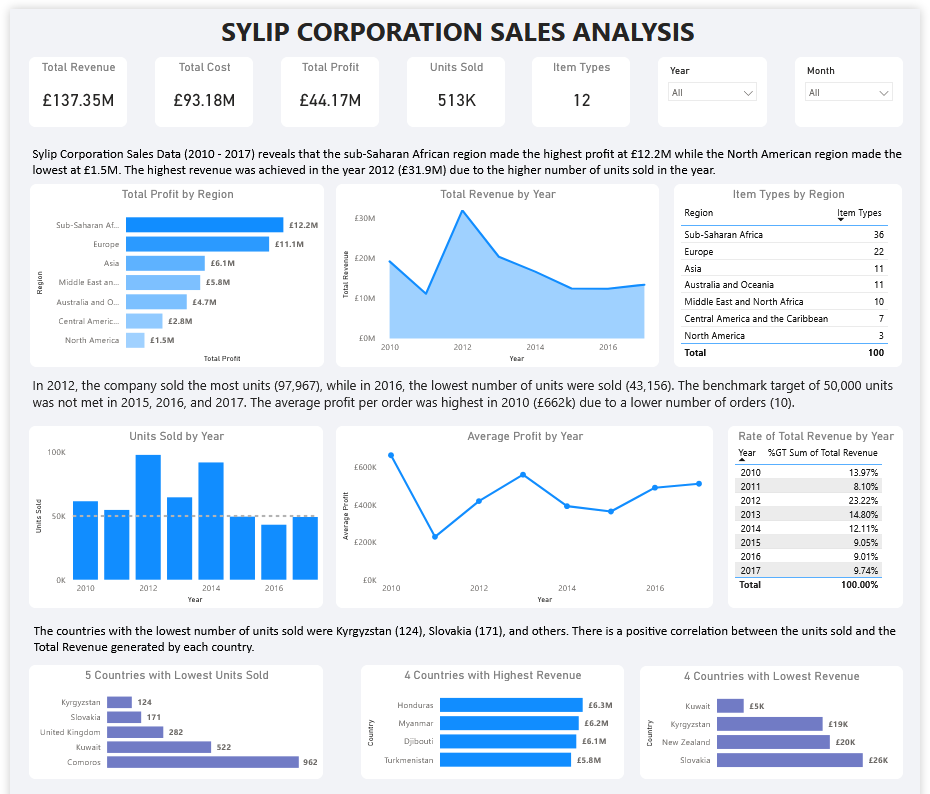 SYLIP CORPORATION SALES ANALYSIS
Total Revenue
£137.35M
Total Cost
£93.18M
Total Profit
£44.17M
Units Sold
513K
Item Types
12
Year
All
Month
All
Sylip Corporation Sales Data (2010 - 2017) reveals that the sub-Saharan African region made the highest profit at £12.2M while the North American region made the
lowest at £1.5M. The highest revenue was achieved in the year 2012 (£31.9M) due to the higher number of units sold in the year.
Total Profit by Region
Region
Sub-Saharan Af... £12.2M
Europe £11.1M
Asia £6.1M
Middle East an... £5.8M
Australia and O... £4.7M
Central Americ... £2.8M
North America £1.5M
Total Profit
Total Revenue by Year
Total Revenue
£30M
£20M
£10M
£0M
2010 2012 2014 2016
Year
Item Types by Region
Region Item Types
Sub-Saharan Africa 36
Europe 22
Asia 11
Australia and Oceania 11
Middle East and North Africa 10
Central America and the Caribbean 7
North America 3
Total 100
In 2012, the company sold the most units (97,967), while in 2016, the lowest number of units were sold (43,156). The benchmark target of 50,000 units
was not met in 2015, 2016, and 2017. The average profit per order was highest in 2010 (£662k) due to a lower number of orders (10).
Units Sold by Year
Units Sold
100K
50K
0K
2010 2012 2014 2016
Year
Average Profit by Year
Average Profit
£600K
£400K
£200K
£0K
2010 2012 2014 2016
Year
Rate of Total Revenue by Year
Year %GT Sum of Total Revenue
2010 13.97%
2011 8.10%
2012 23.22%
2013 14.80%
2014 12.11%
2015 9.05%
2016 9.01%
2017 9.74%
Total 100.00%
The countries with the lowest number of units sold were Kyrgyzstan (124), Slovakia (171), and others. There is a positive correlation between the units sold and the
Total Revenue generated by each country.
5 Countries with Lowest Units Sold
Kyrgyzstan 124
Slovakia 171
United Kingdom 282
Kuwait 522
Comoros 962
4 Countries with Highest Revenue
Country
Honduras £6.3M
Myanmar £6.2M
Djibouti £6.1M
Turkmenistan £5.8M
4 Countries with Lowest Revenue
Country
Kuwait £5K
Kyrgyzstan £19K
New Zealand £20K
Slovakia £26K